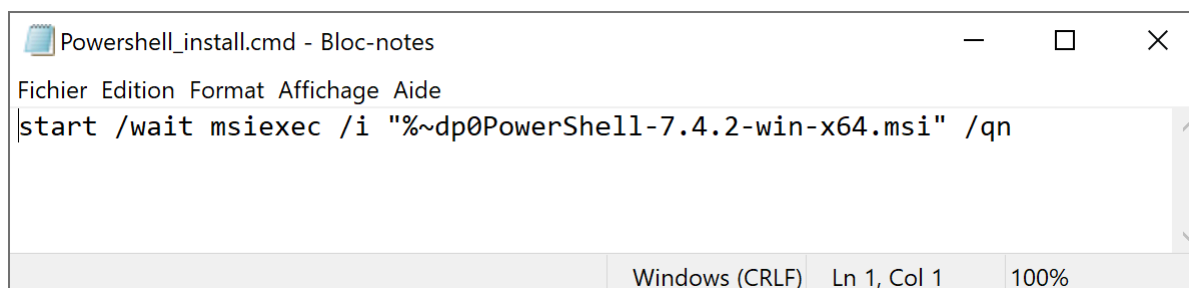 Powershell_install.cmd - Bloc-notes
Fichier Edition Format Affichage Aide
start /wait msiexec /i "%~dp0PowerShell-7.4.2-win-x64.msi" /qn
Windows (CRLF) Ln 1, Col 1 100%